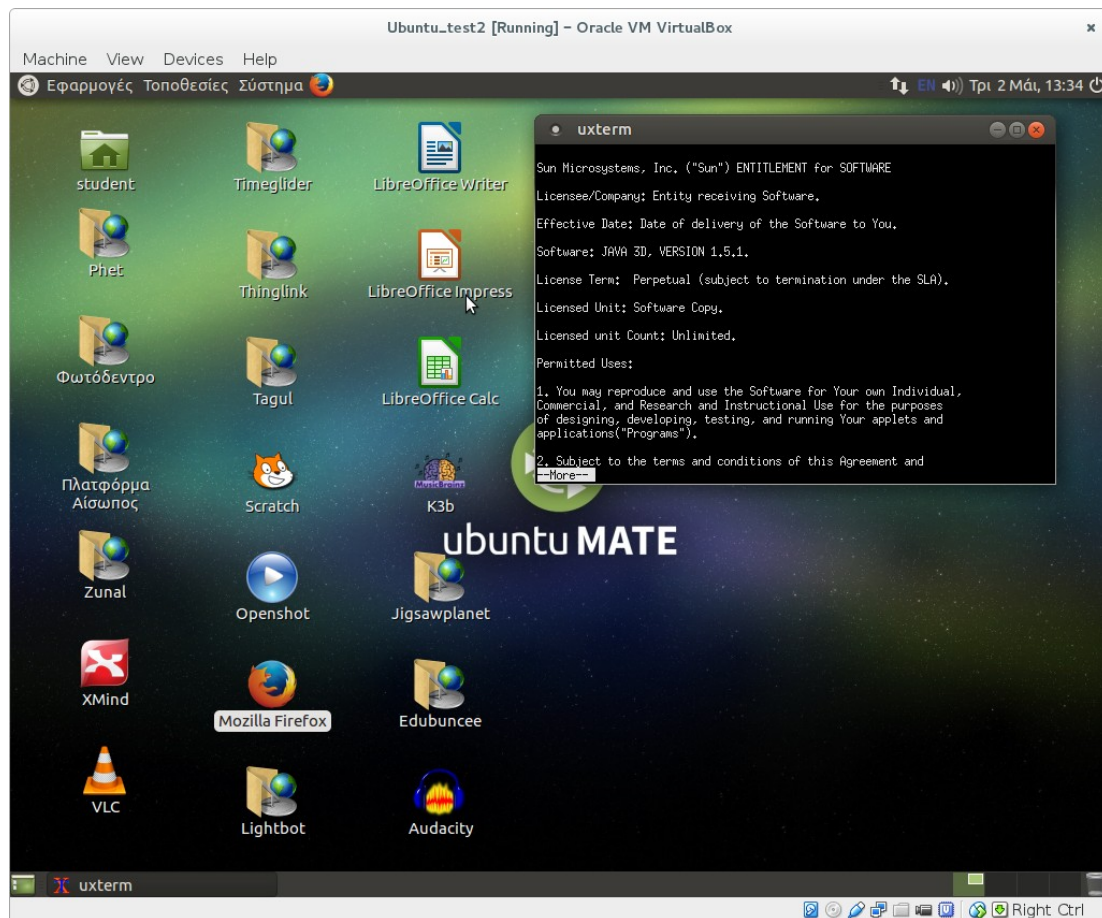 Ubuntu_test2 [Running] – Oracle VM VirtualBox
Machine View Devices Help
Εφαρμογές Τοποθεσίες Σύστημα
EN Τρι 2 Μάι, 13:34
student
Timeglider
LibreOffice Writer
Phet
Thinglink
LibreOffice Impress
Φωτόδεντρο
Tagul
LibreOffice Calc
Πλατφόρμα
Αίσωπος
Scratch
MusicBrainz
K3b
Zunal
Openshot
Jigsawplanet
XMind
Mozilla Firefox
Edubuncee
VLC
Lightbot
Audacity
ubuntu MATE
uxterm
Sun Microsystems, Inc. ("Sun") ENTITLEMENT for SOFTWARE
Licensee/Company: Entity receiving Software.
Effective Date: Date of delivery of the Software to You.
Software: JAVA 3D, VERSION 1.5.1.
License Term:  Perpetual (subject to termination under the SLA).
Licensed Unit: Software Copy.
Licensed unit Count: Unlimited.
Permitted Uses:
1. You may reproduce and use the Software for Your own Individual,
Commercial, and Research and Instructional Use for the purposes
of designing, developing, testing, and running Your applets and
applications("Programs").
2. Subject to the terms and conditions of this Agreement and
--More--
uxterm
Right Ctrl